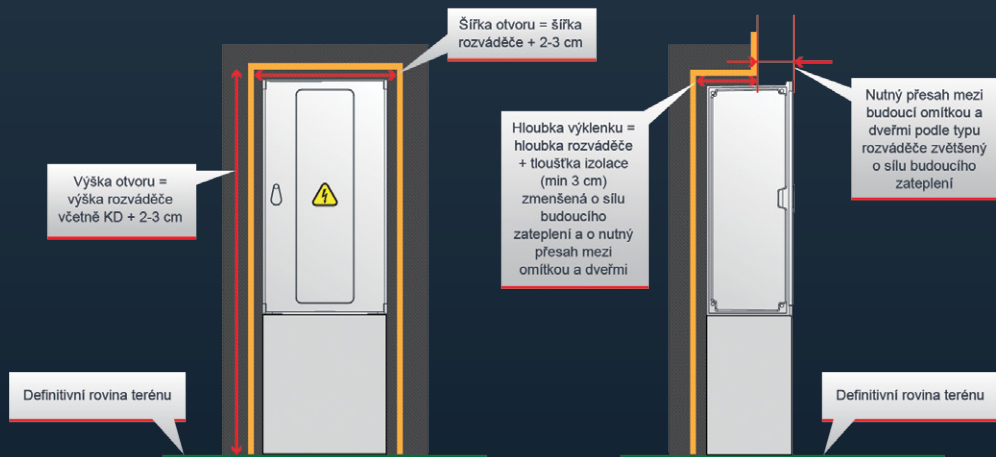 Šířka otvoru = šířka
rozváděče + 2-3 cm
Nutný přesah mezi
budoucí omítkou a
dveřmi podle typu
rozváděče zvětšený
o sílu budoucího
zateplení
Hloubka výklenku =
hloubka rozváděče
+ tloušťka izolace
(min 3 cm)
zmenšená o sílu
budoucího
zateplení a o nutný
přesah mezi
omítkou a dveřmi
Výška otvoru =
výška rozváděče
včetně KD + 2-3 cm
Definitivní rovina terénu
Definitivní rovina terénu